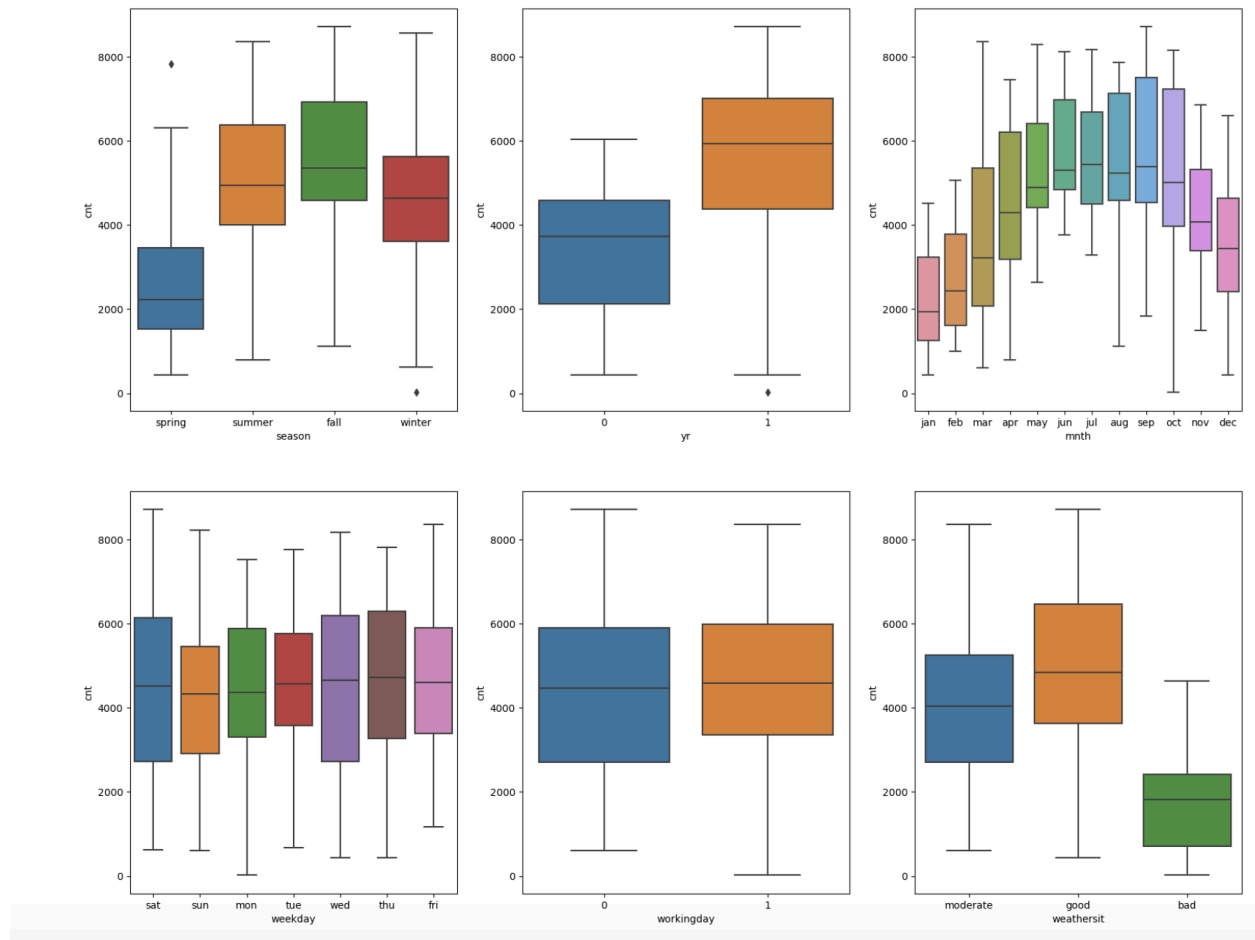 8000
6000
4000
2000
0
cnt
spring summer fall winter
season
8000
6000
4000
2000
0
cnt
0 1
yr
8000
6000
4000
2000
0
cnt
jan feb mar apr may jun jul aug sep oct nov dec
mnth
8000
6000
4000
2000
0
cnt
sat sun mon tue wed thu fri
weekday
8000
6000
4000
2000
0
cnt
0 1
workingday
8000
6000
4000
2000
0
cnt
moderate good bad
weathersit